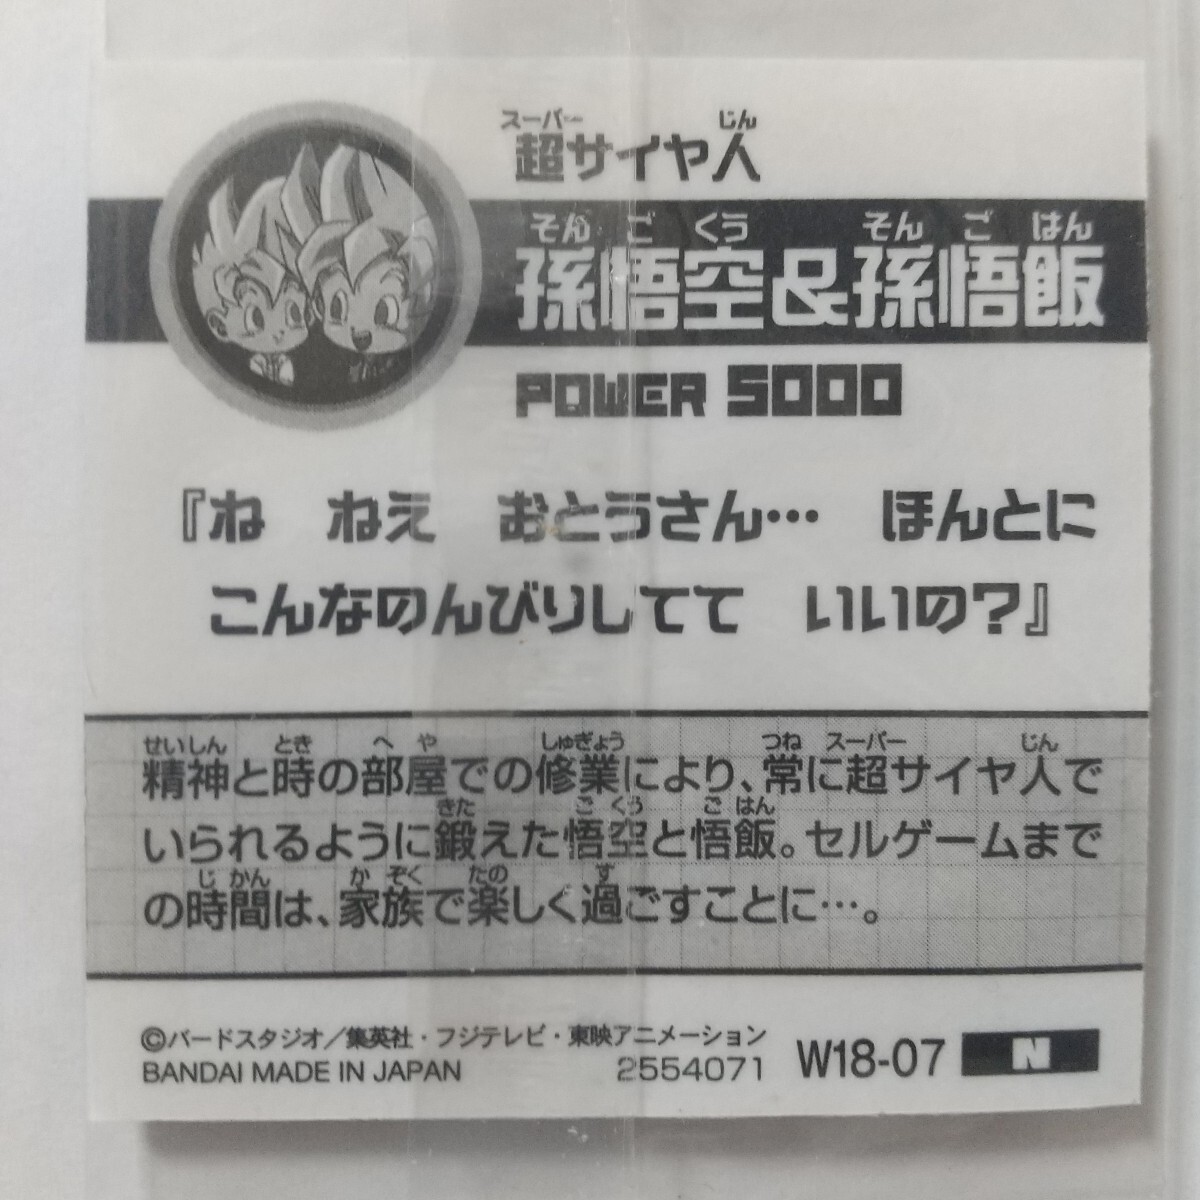 スーパー じん
超サイヤ人
そん ご くう そん ご はん
孫悟空&孫悟飯
POWER 5000
『ね　ねえ　おとうさん…　ほんとに
こんなのんびりしてて　いいの?』
せいしん とき へ や しゅぎょう つね スーパー じん
精神と時の部屋での修業により、常に超サイヤ人で
きた ご くう ご はん
いられるように鍛えた悟空と悟飯。セルゲームまで
じ かん か ぞく たの す
の時間は、家族で楽しく過ごすことに…。
©バードスタジオ／集英社・フジテレビ・東映アニメーション
BANDAI MADE IN JAPAN 2554071 W18-07 N